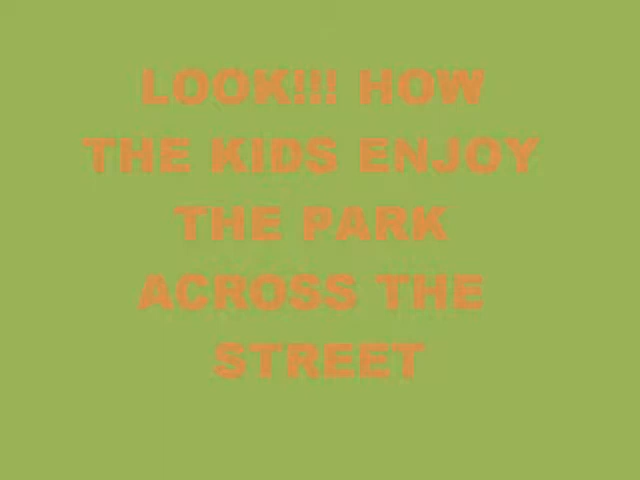 LOOK!!! HOW
THE KIDS ENJOY
THE PARK
ACROSS THE
STREET